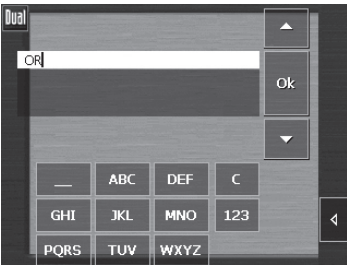 Dual
OR
Ok
__ ABC DEF C
GHI JKL MNO 123
PQRS TUV WXYZ